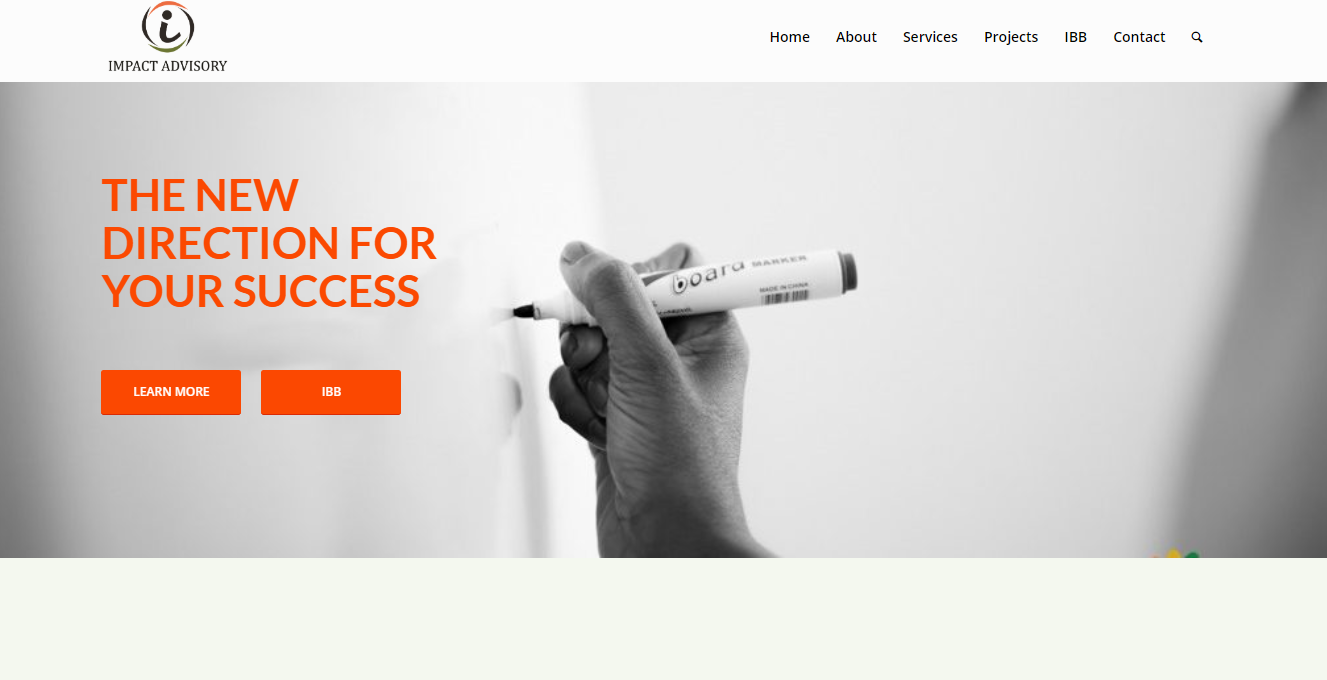 IMPACT ADVISORY
Home About Services Projects IBB Contact
THE NEW
DIRECTION FOR
YOUR SUCCESS
board MARKER
MADE IN CHINA
LEARN MORE IBB